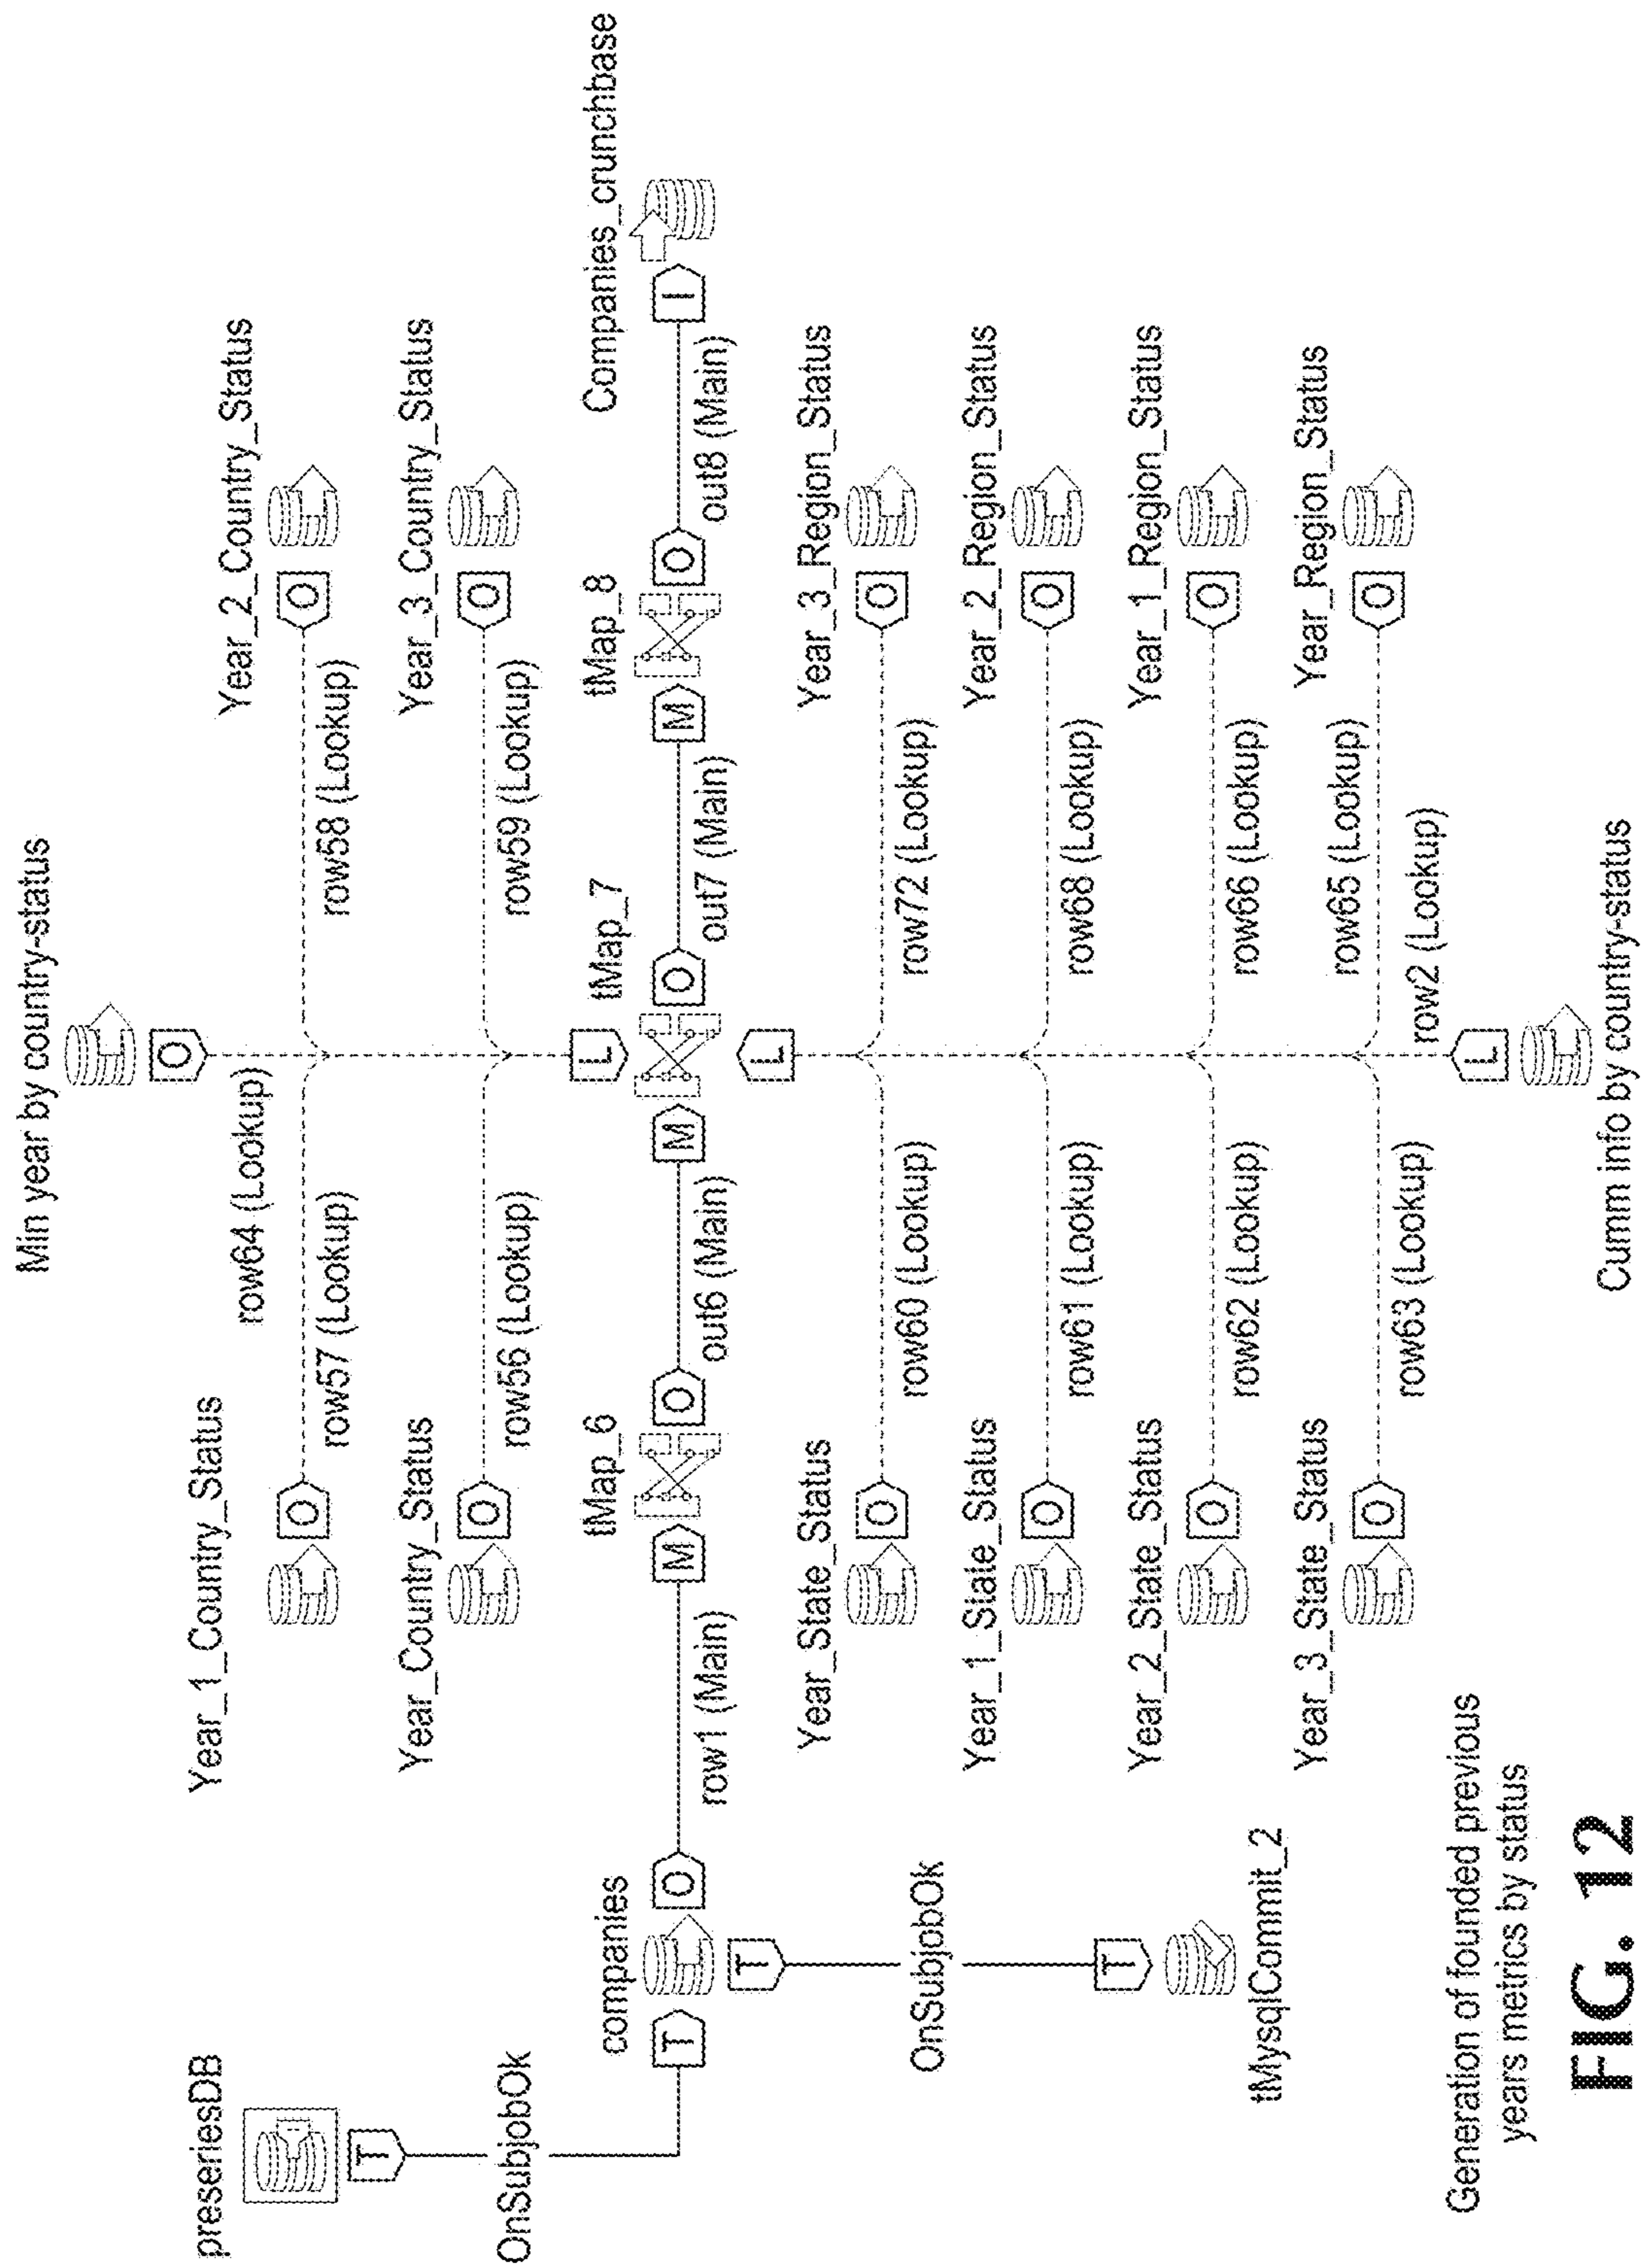 Min year by country-status
O
row64 (Lookup)
Year_1_Country_Status
O
row57 (Lookup)
Year_2_Country_Status
O
row58 (Lookup)
Year_Country_Status
O
row56 (Lookup)
Year_3_Country_Status
O
row59 (Lookup)
L
preseriesDB
T
OnSubjobOk
companies
T
O
row1 (Main)
M
tMap_6
O
out6 (Main)
M
tMap_7
O
out7 (Main)
M
tMap_8
O
out8 (Main)
I
Companies_crunchbase
T
OnSubjobOk
T
tMysqlCommit_2
L
Year_State_Status
O
row60 (Lookup)
Year_3_Region_Status
O
row72 (Lookup)
Year_1_State_Status
O
row61 (Lookup)
Year_2_Region_Status
O
row68 (Lookup)
Year_2_State_Status
O
row62 (Lookup)
Year_1_Region_Status
O
row66 (Lookup)
Year_3_State_Status
O
row63 (Lookup)
Year_Region_Status
O
row65 (Lookup)
row2 (Lookup)
L
Cumm info by country-status
Generation of founded previous
years metrics by status
FIG. 12